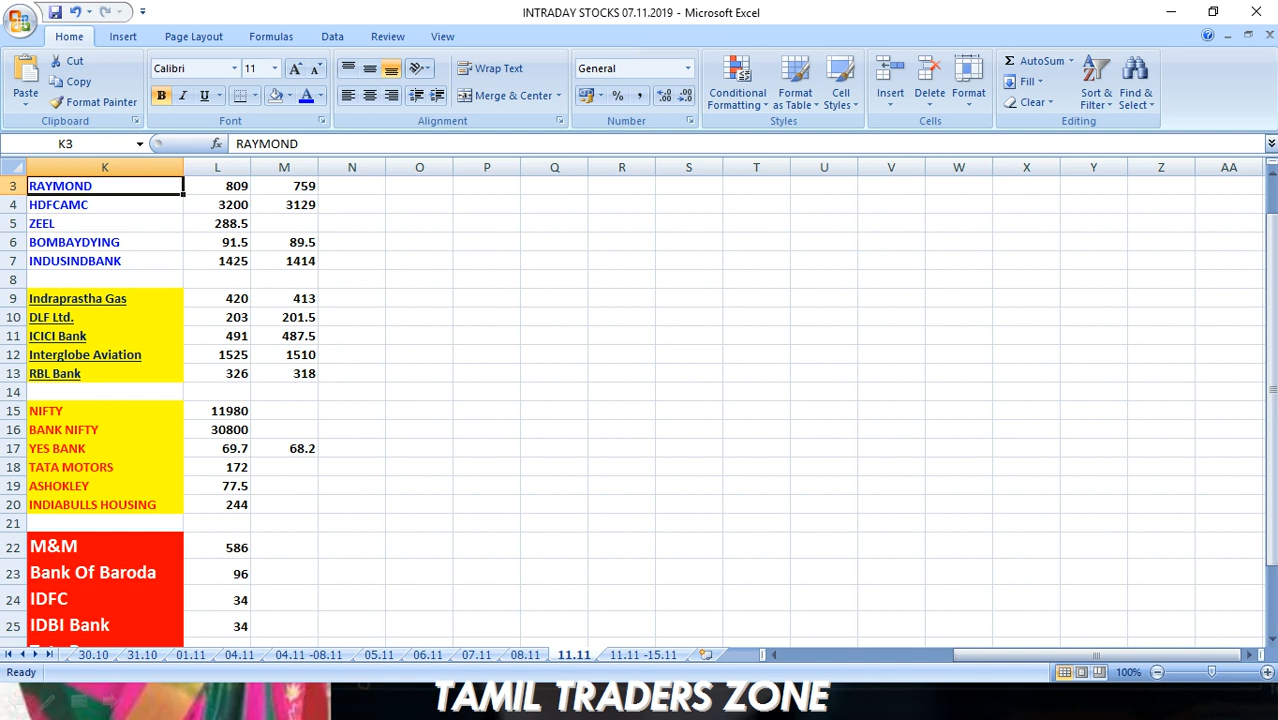 INTRADAY STOCKS 07.11.2019 - Microsoft Excel
Home Insert Page Layout Formulas Data Review View
Paste Cut Copy Format Painter Clipboard
Calibri 11 B I U A Font
Wrap Text Merge & Center Alignment
General % , Number
Conditional Formatting Format as Table Cell Styles Styles
Insert Delete Format Cells
Σ AutoSum Fill Clear Sort & Filter Find & Select Editing
K3 fx RAYMOND
K L M N O P Q R S T U V W X Y Z AA
3 RAYMOND 809 759
4 HDFCAMC 3200 3129
5 ZEEL 288.5
6 BOMBAYDYING 91.5 89.5
7 INDUSINDBANK 1425 1414
8
9 Indraprastha Gas 420 413
10 DLF Ltd. 203 201.5
11 ICICI Bank 491 487.5
12 Interglobe Aviation 1525 1510
13 RBL Bank 326 318
14
15 NIFTY 11980
16 BANK NIFTY 30800
17 YES BANK 69.7 68.2
18 TATA MOTORS 172
19 ASHOKLEY 77.5
20 INDIABULLS HOUSING 244
21
22 M&M 586
23 Bank Of Baroda 96
24 IDFC 34
25 IDBI Bank 34
30.10 31.10 01.11 04.11 04.11 -08.11 05.11 06.11 07.11 08.11 11.11 11.11 -15.11
Ready 100%
TAMIL TRADERS ZONE